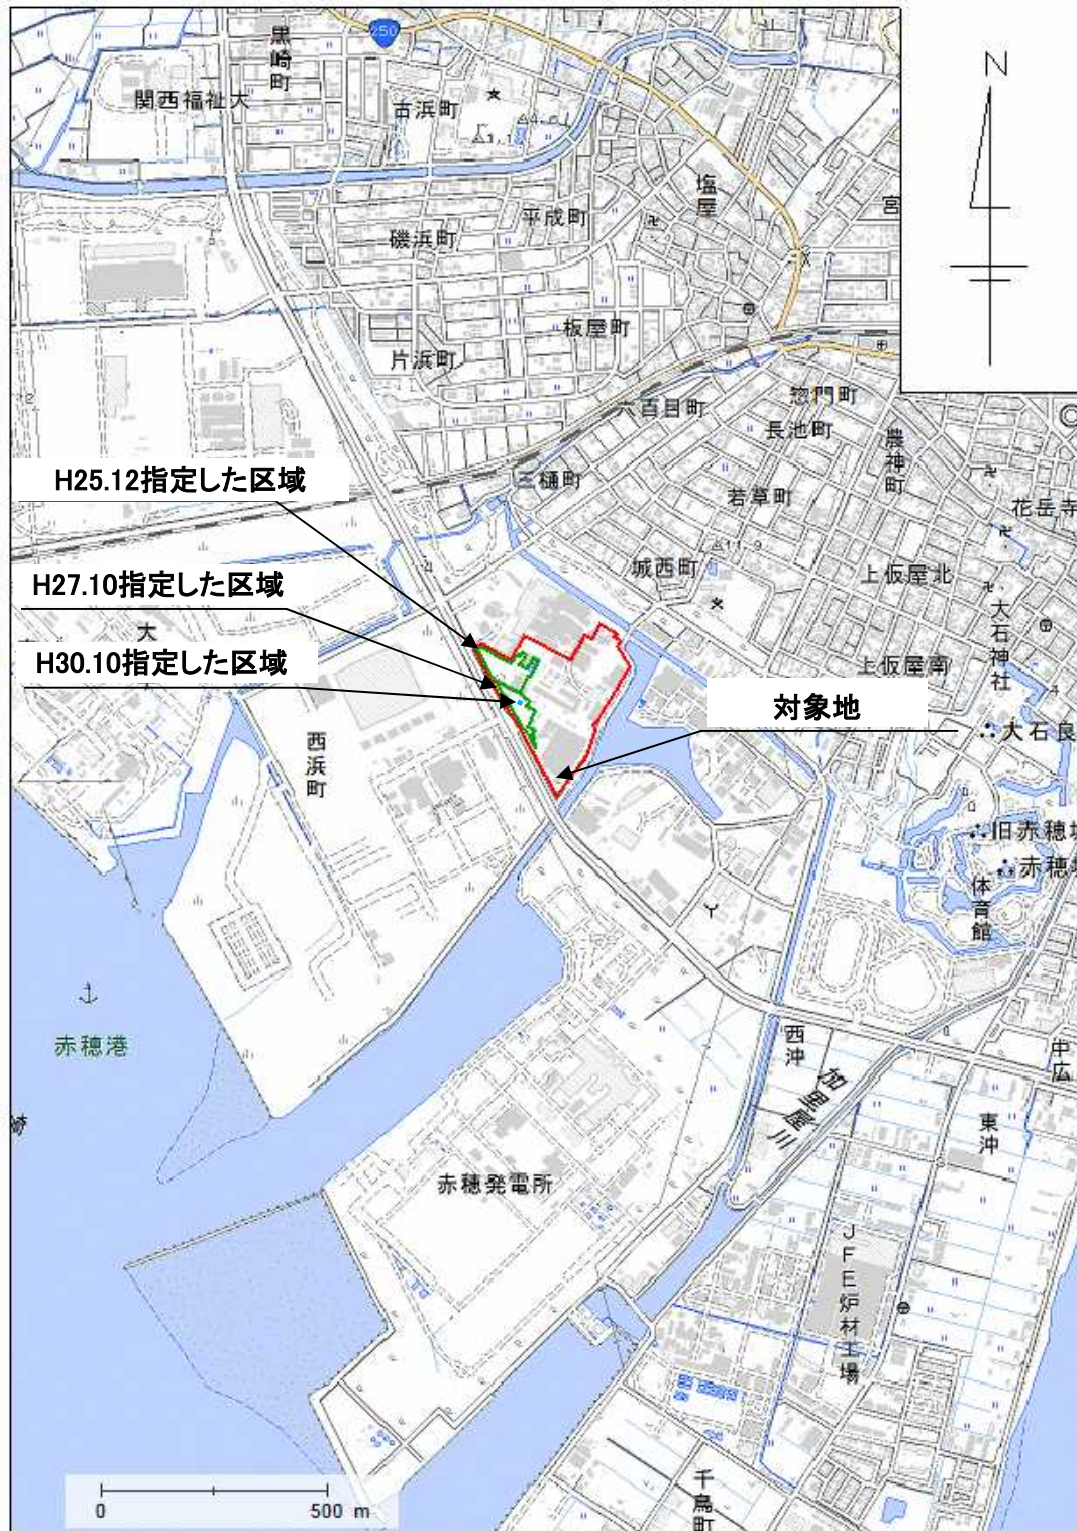 250
N
黒崎町
関西福祉大
古浜町
塩屋
宮
平成町
磯浜町
板屋町
片浜町
六百目町
惣門町
長池町
農神町
三樋町
若草町
花岳寺
H25.12指定した区域
11.9
城西町
上仮屋北
H27.10指定した区域
大
大石神社
H30.10指定した区域
上仮屋南
対象地
大石良
西浜町
旧赤穂城
赤穂城
体育館
赤穂港
西沖
中広
加里屋川
東沖
赤穂発電所
JFE炉材工場
千鳥町
0
500 m